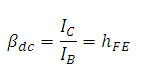 β_dc = I_C / I_B = h_FE